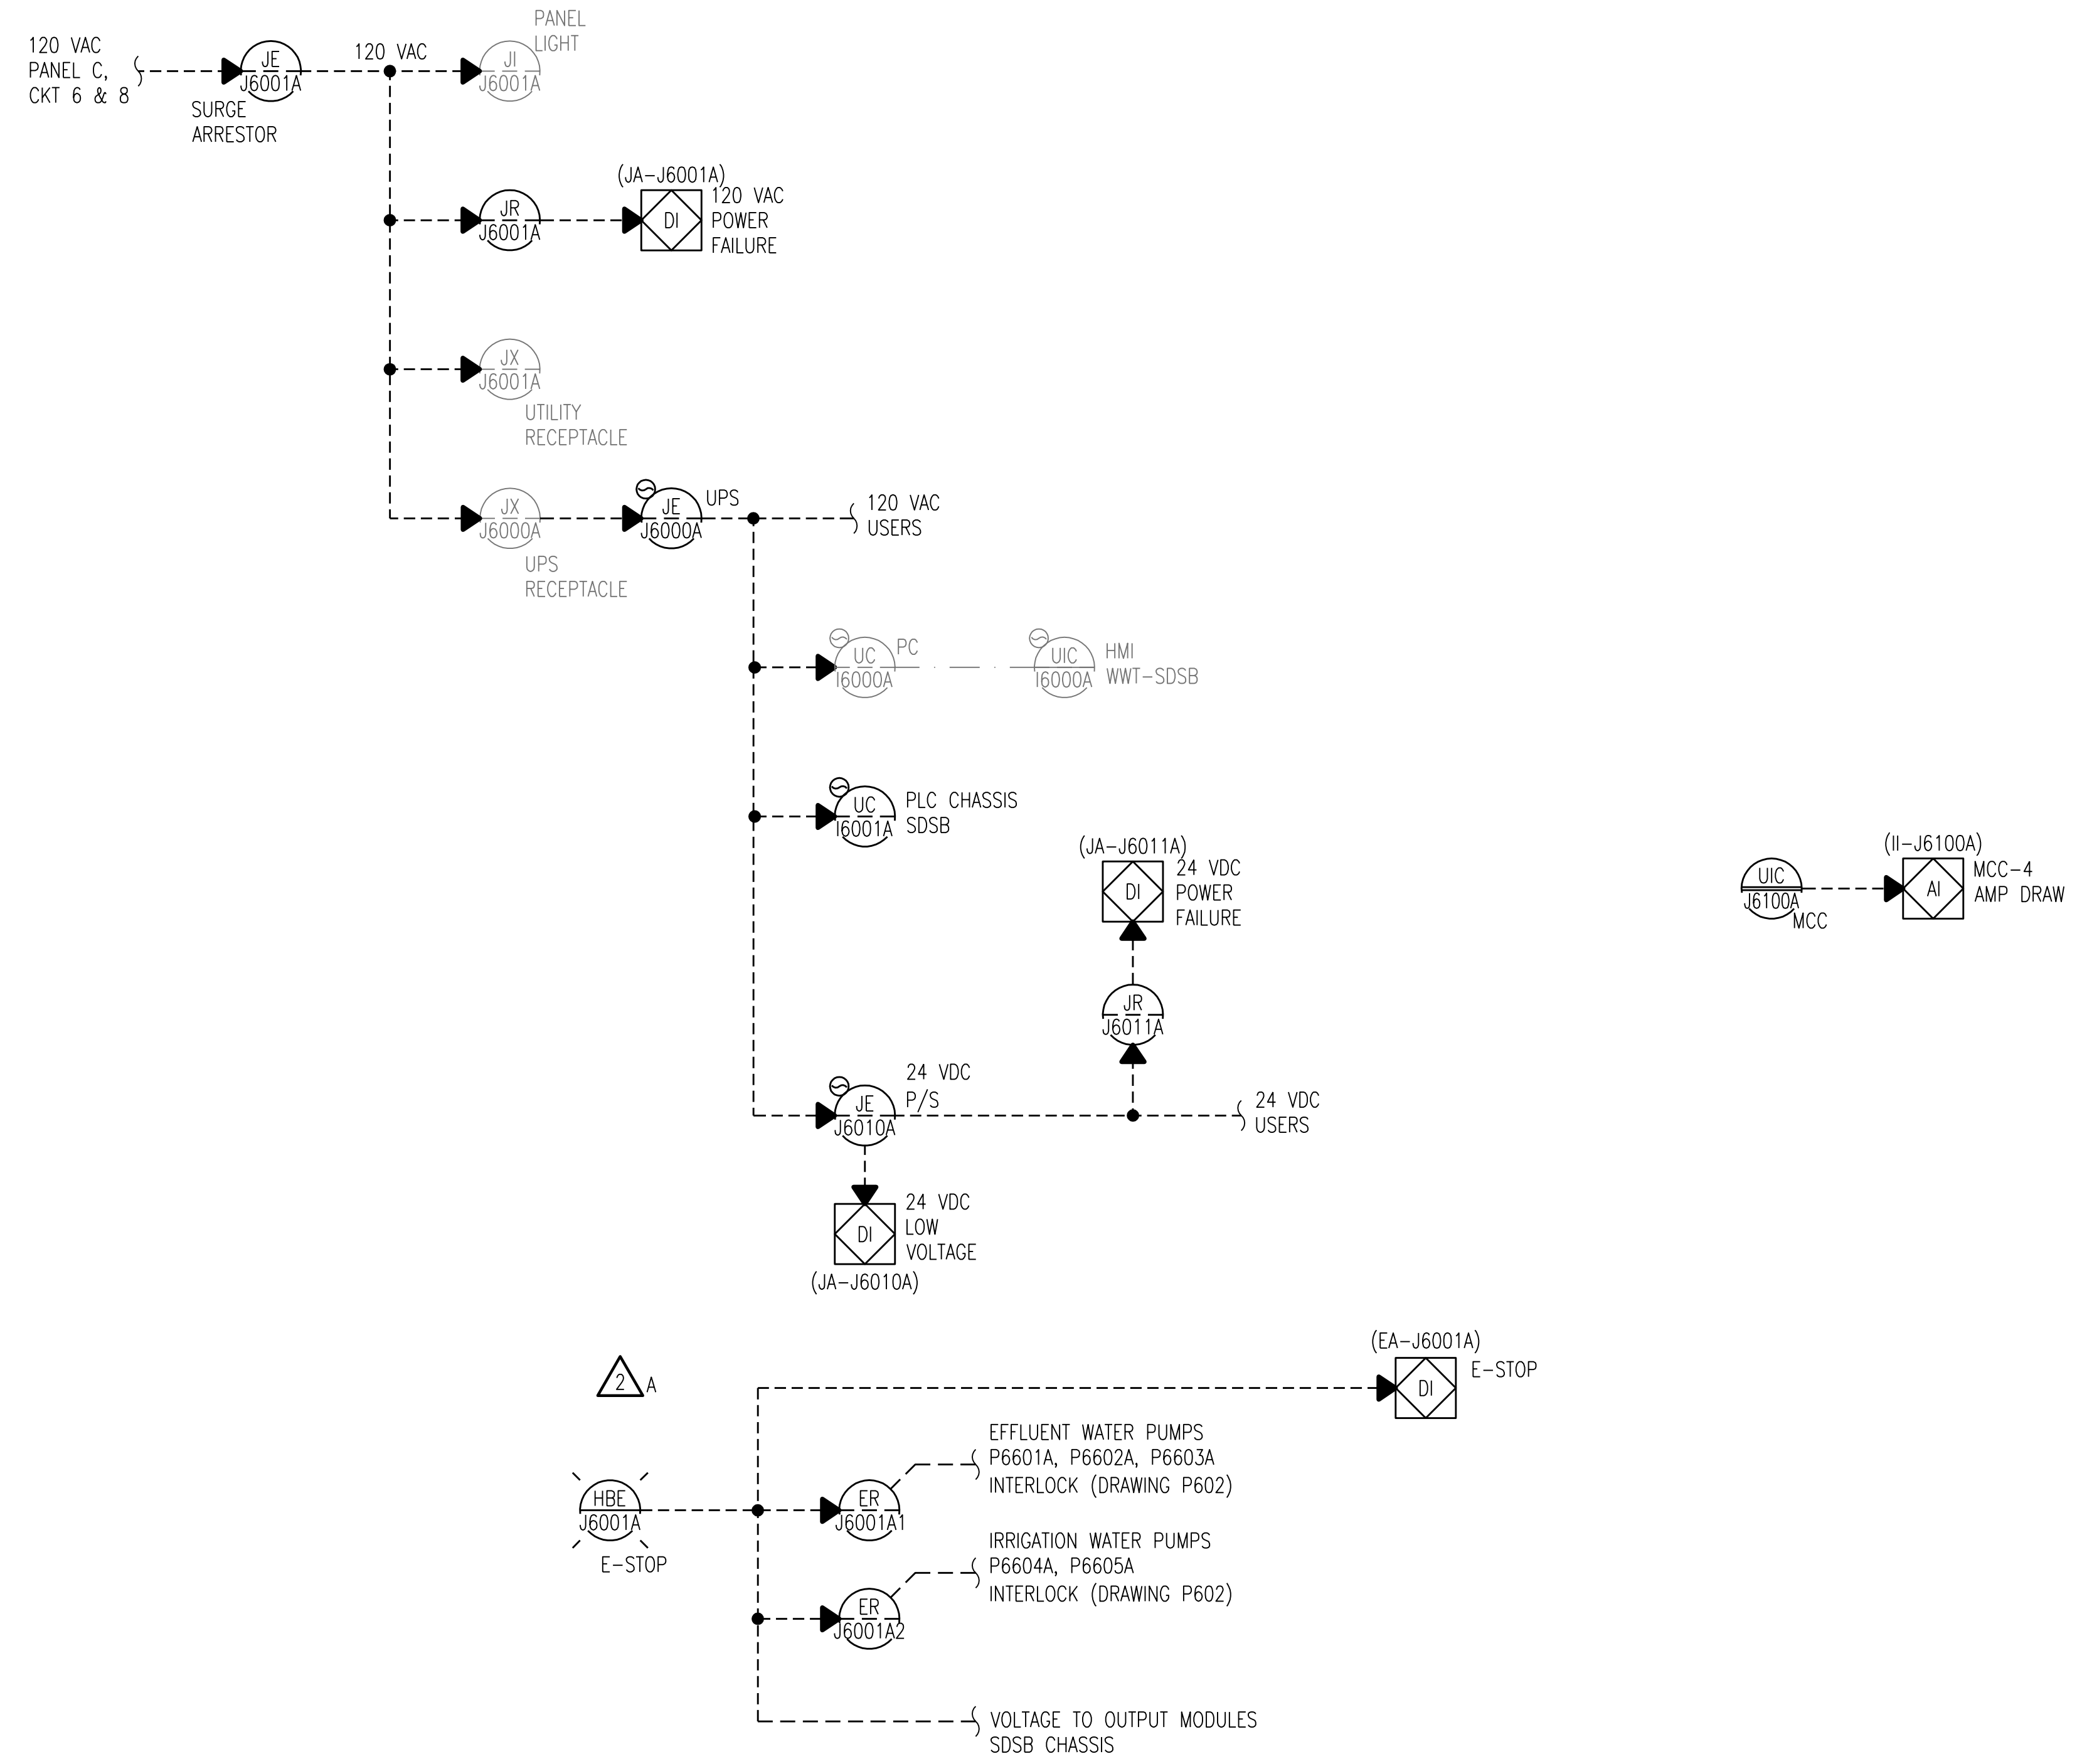 120 VAC
PANEL C,
CKT 6 & 8
JE
J6001A
SURGE
ARRESTOR
120 VAC
JI
J6001A
PANEL
LIGHT
JR
J6001A
(JA-J6001A)
DI
120 VAC
POWER
FAILURE
JX
J6001A
UTILITY
RECEPTACLE
JX
J6000A
UPS
RECEPTACLE
JE
J6000A
UPS
120 VAC
USERS
UC
I6000A
PC
UIC
I6000A
HMI
WWT-SDSB
UC
I6001A
PLC CHASSIS
SDSB
(JA-J6011A)
DI
24 VDC
POWER
FAILURE
JR
J6011A
JE
J6010A
24 VDC
P/S
24 VDC
USERS
DI
24 VDC
LOW
VOLTAGE
(JA-J6010A)
UIC
J6100A
MCC
(II-J6100A)
AI
MCC-4
AMP DRAW
2
A
(EA-J6001A)
DI
E-STOP
HBE
J6001A
E-STOP
ER
J6001A1
EFFLUENT WATER PUMPS
P6601A, P6602A, P6603A
INTERLOCK (DRAWING P602)
ER
J6001A2
IRRIGATION WATER PUMPS
P6604A, P6605A
INTERLOCK (DRAWING P602)
VOLTAGE TO OUTPUT MODULES
SDSB CHASSIS